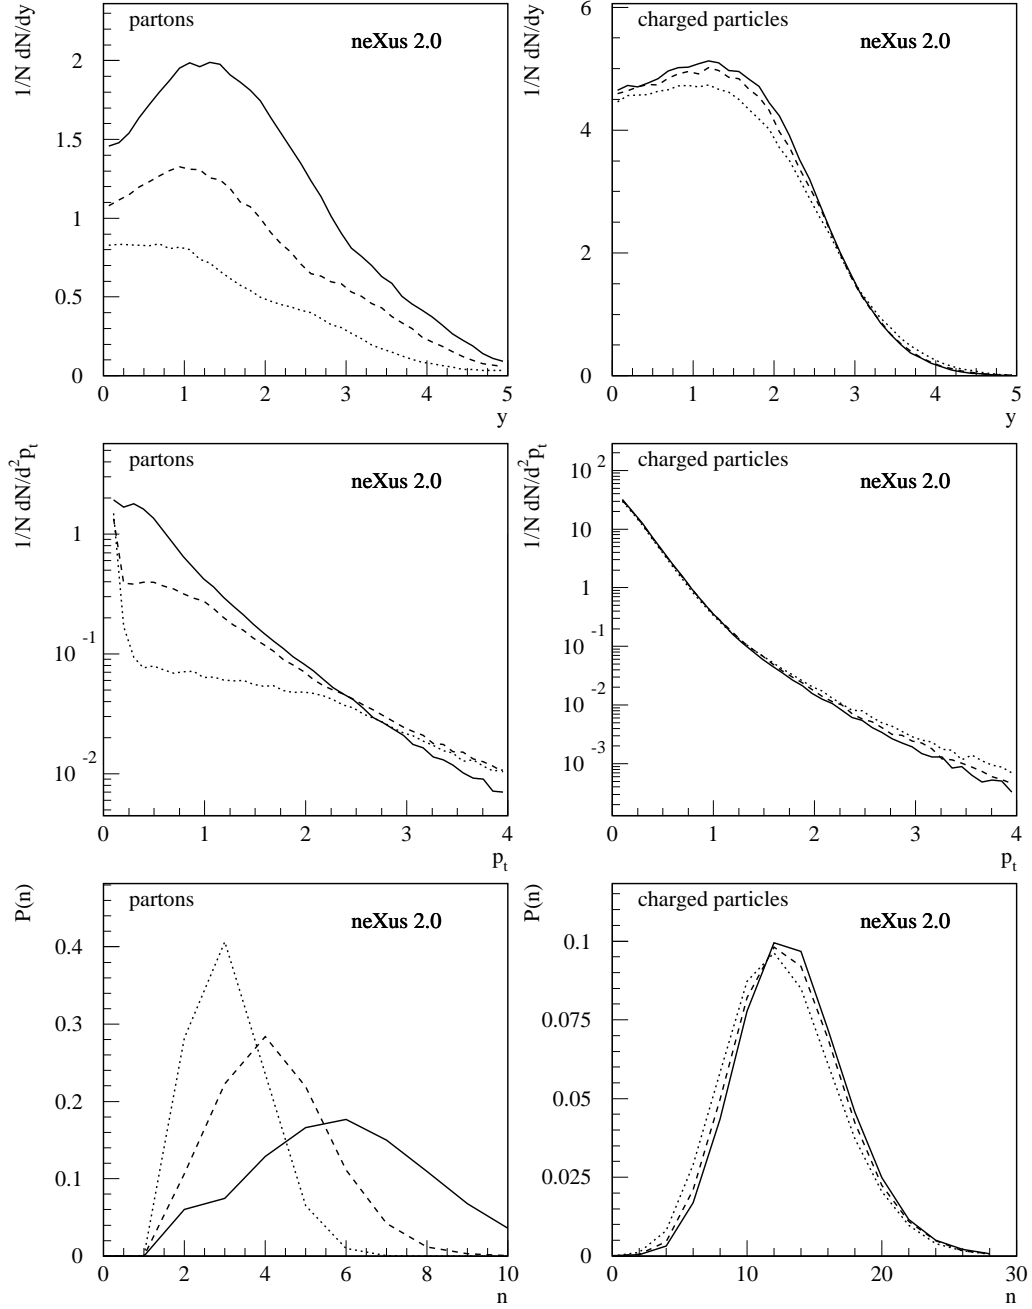 partons
neXus 2.0
1/N dN/dy
2
1.5
1
0.5
0
0 1 2 3 4 5
y
charged particles
neXus 2.0
1/N dN/dy
6
4
2
0
0 1 2 3 4 5
y
partons
neXus 2.0
1/N dN/d²pₜ
1
10⁻¹
10⁻²
0 1 2 3 4
pₜ
charged particles
neXus 2.0
1/N dN/d²pₜ
10²
10
1
10⁻¹
10⁻²
10⁻³
0 1 2 3 4
pₜ
partons
neXus 2.0
P(n)
0.4
0.3
0.2
0.1
0
0 2 4 6 8 10
n
charged particles
neXus 2.0
P(n)
0.1
0.075
0.05
0.025
0
0 10 20 30
n